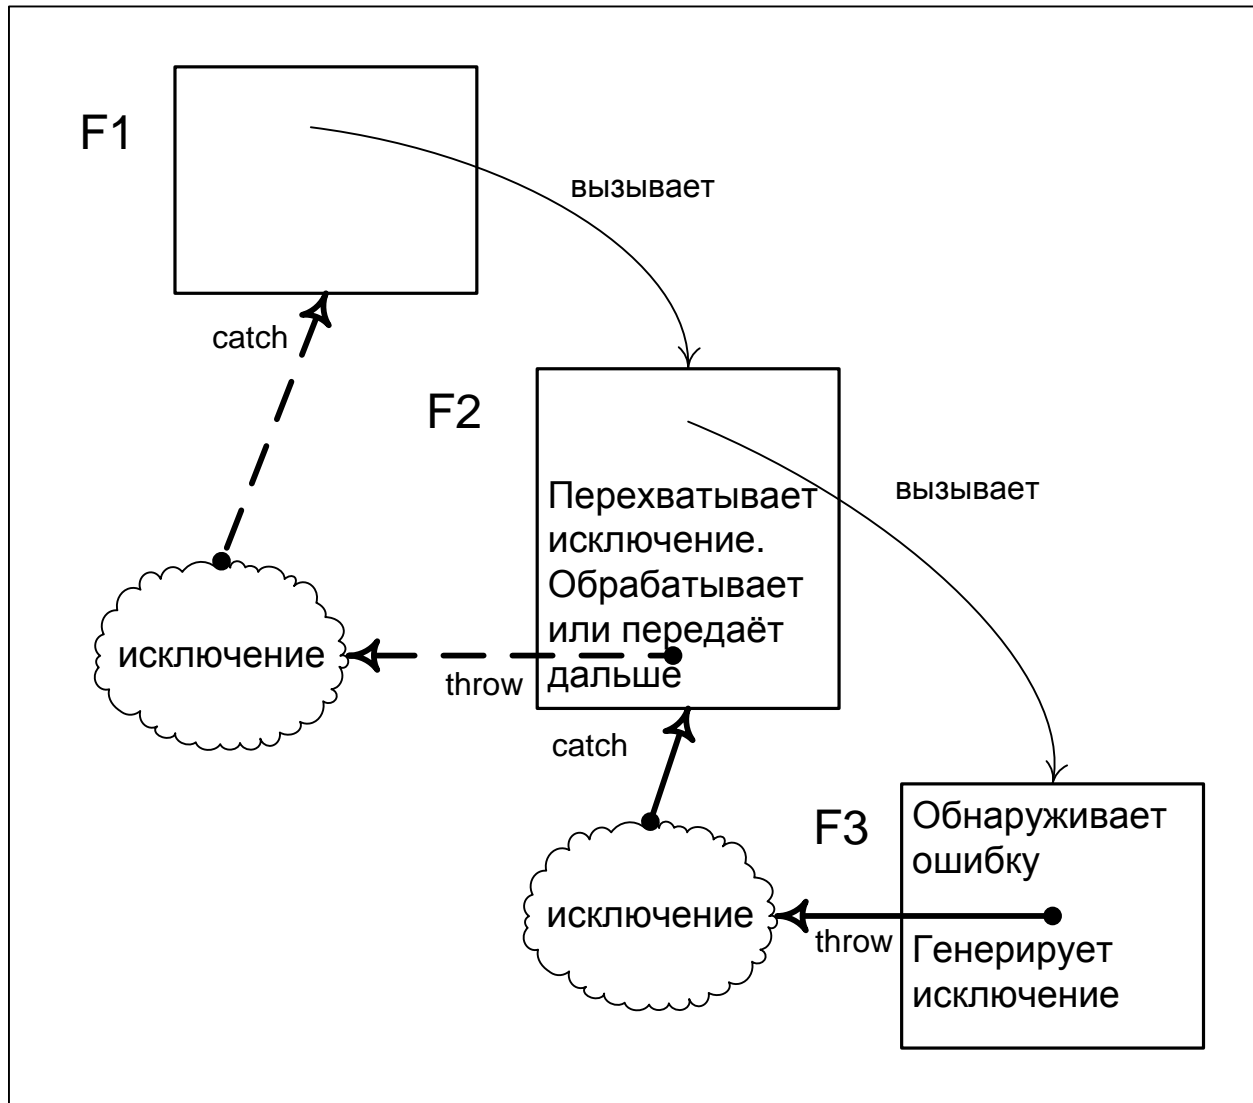 F1
вызывает
catch
F2
вызывает
Перехватывает
исключение.
Обрабатывает
или передаёт
дальше
исключение
throw
catch
F3
Обнаруживает
ошибку
исключение
throw
Генерирует
исключение